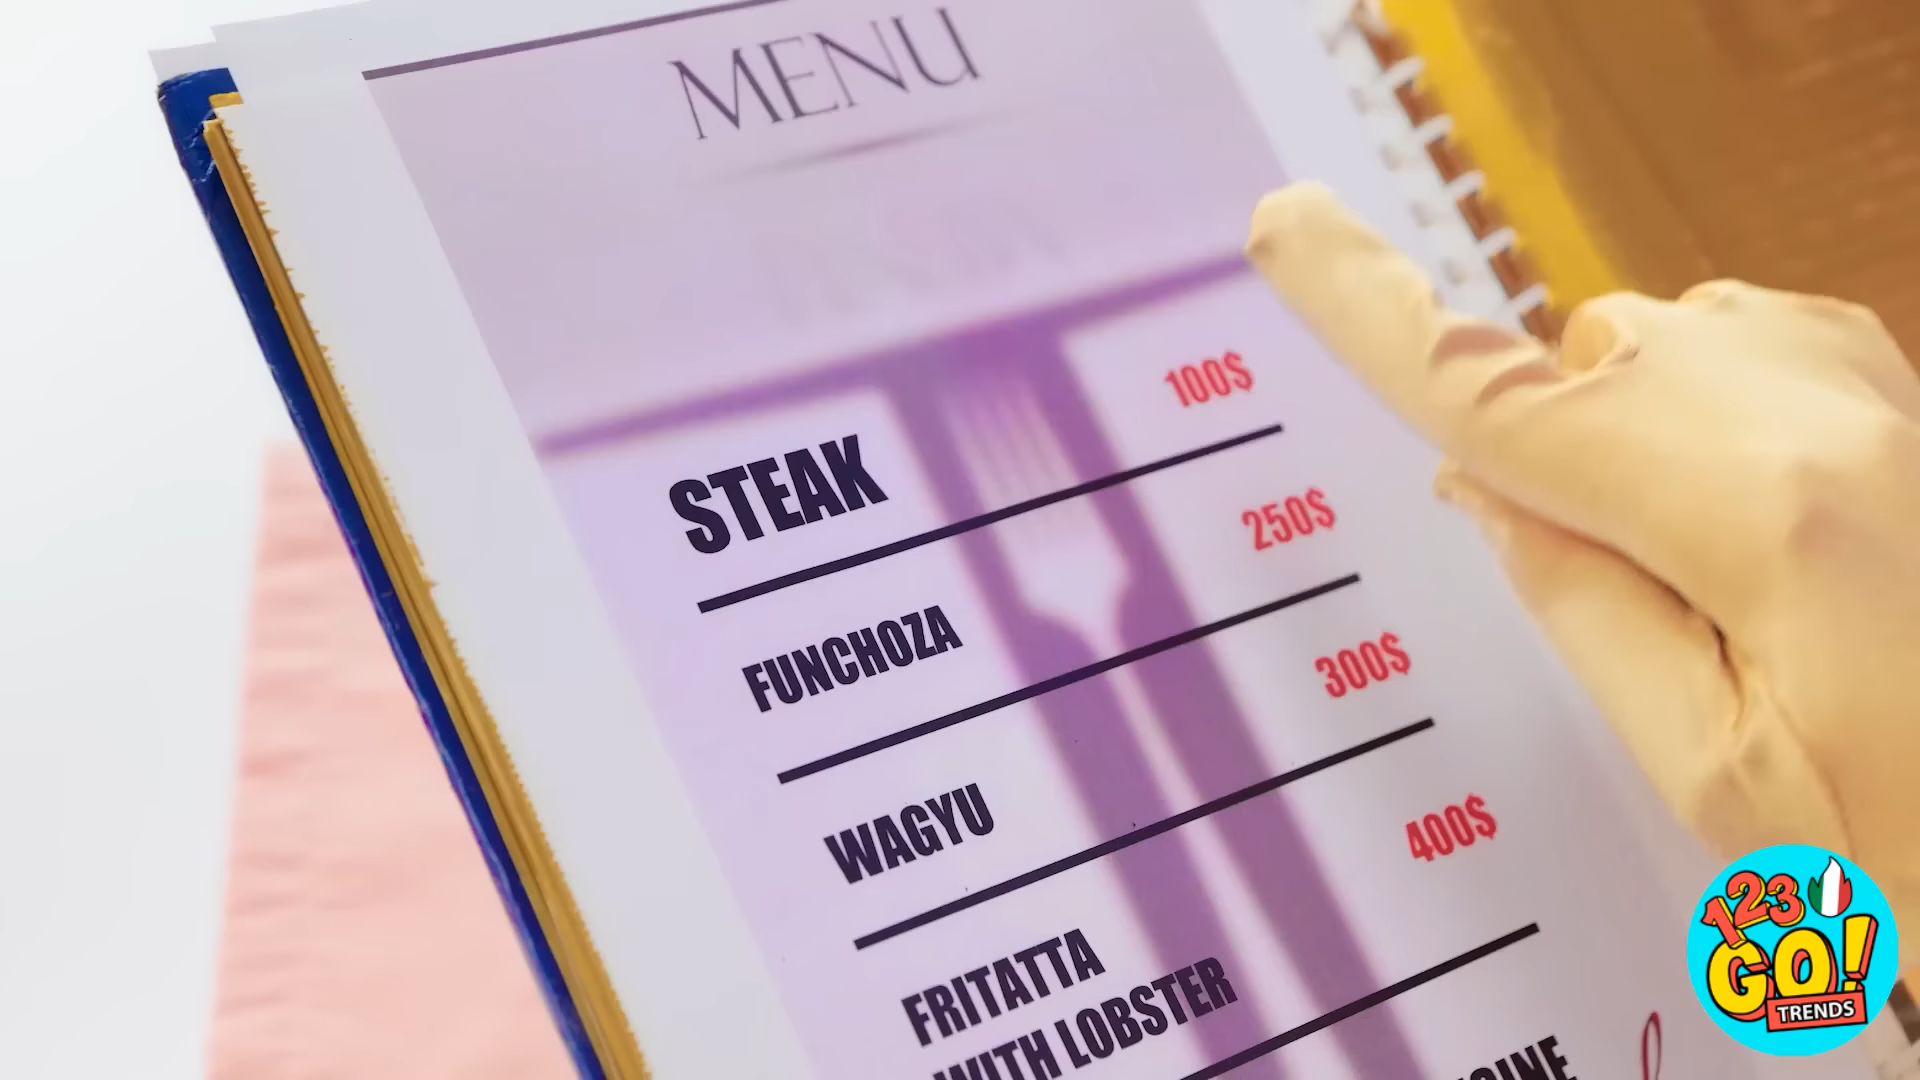 MENU
STEAK 100$
FUNCHOZA 250$
WAGYU 300$
FRITATTA 400$
WITH LOBSTER
123
GO!
TRENDS